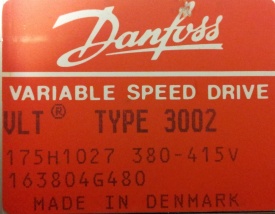 Danfoss
VARIABLE SPEED DRIVE
VLT® TYPE 3002
175H1027 380-415V
163804G480
MADE IN DENMARK